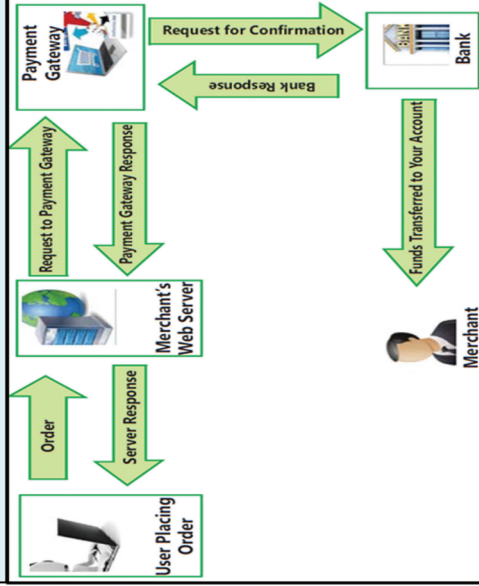 Payment
Gateway
Request for Confirmation
BANK
Bank
Bank Response
Request to Payment Gateway
Payment Gateway Response
Funds Transferred to Your Account
Merchant's
Web Server
Merchant
Order
Server Response
User Placing
Order